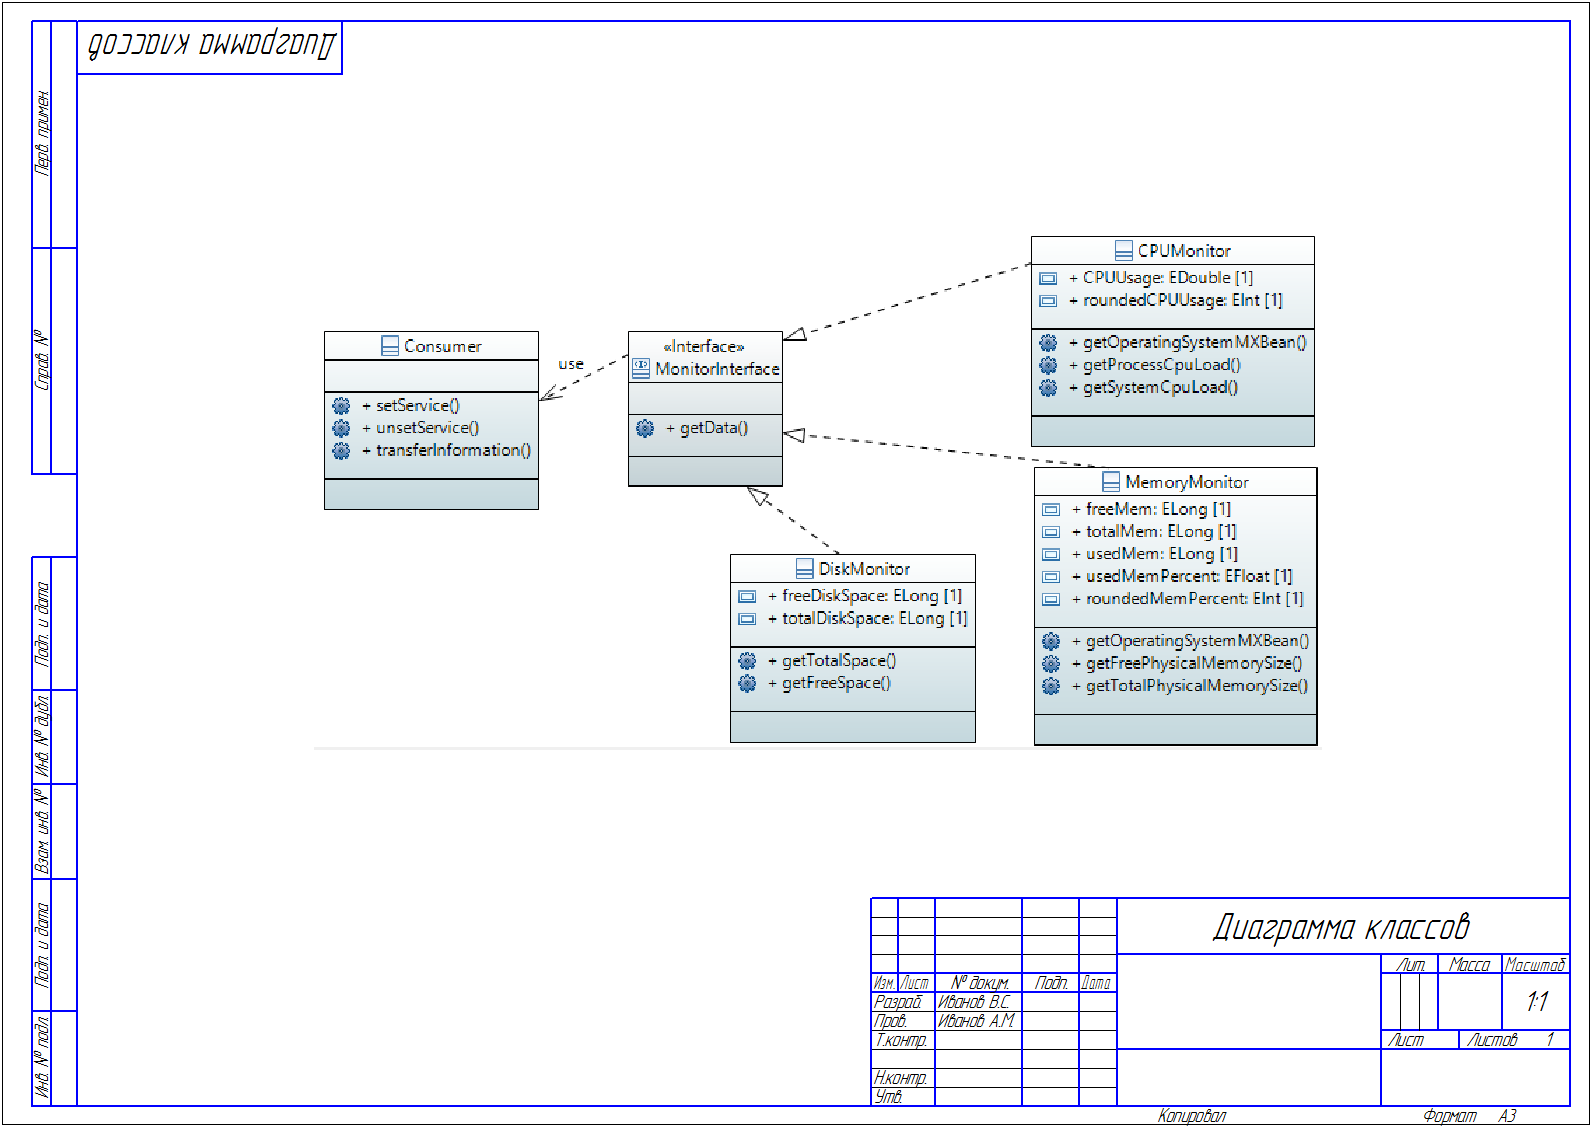 Диаграмма классов
Перв. примен.
Справ. №
Подп. и дата
Инв. № дубл.
Взам. инв. №
Подп. и дата
Инв. № подл.
Consumer
+ setService()
+ unsetService()
+ transferInformation()
use
«Interface»
MonitorInterface
+ getData()
CPUMonitor
+ CPUUsage: EDouble [1]
+ roundedCPUUsage: EInt [1]
+ getOperatingSystemMXBean()
+ getProcessCpuLoad()
+ getSystemCpuLoad()
MemoryMonitor
+ freeMem: ELong [1]
+ totalMem: ELong [1]
+ usedMem: ELong [1]
+ usedMemPercent: EFloat [1]
+ roundedMemPercent: EInt [1]
+ getOperatingSystemMXBean()
+ getFreePhysicalMemorySize()
+ getTotalPhysicalMemorySize()
DiskMonitor
+ freeDiskSpace: ELong [1]
+ totalDiskSpace: ELong [1]
+ getTotalSpace()
+ getFreeSpace()
Диаграмма классов
Лит. Масса Масштаб
1:1
Лист Листов 1
Изм. Лист № докум. Подп. Дата
Разраб. Иванов В.С.
Пров. Иванов А.М.
Т.контр.
Н.контр.
Утв.
Копировал Формат А3